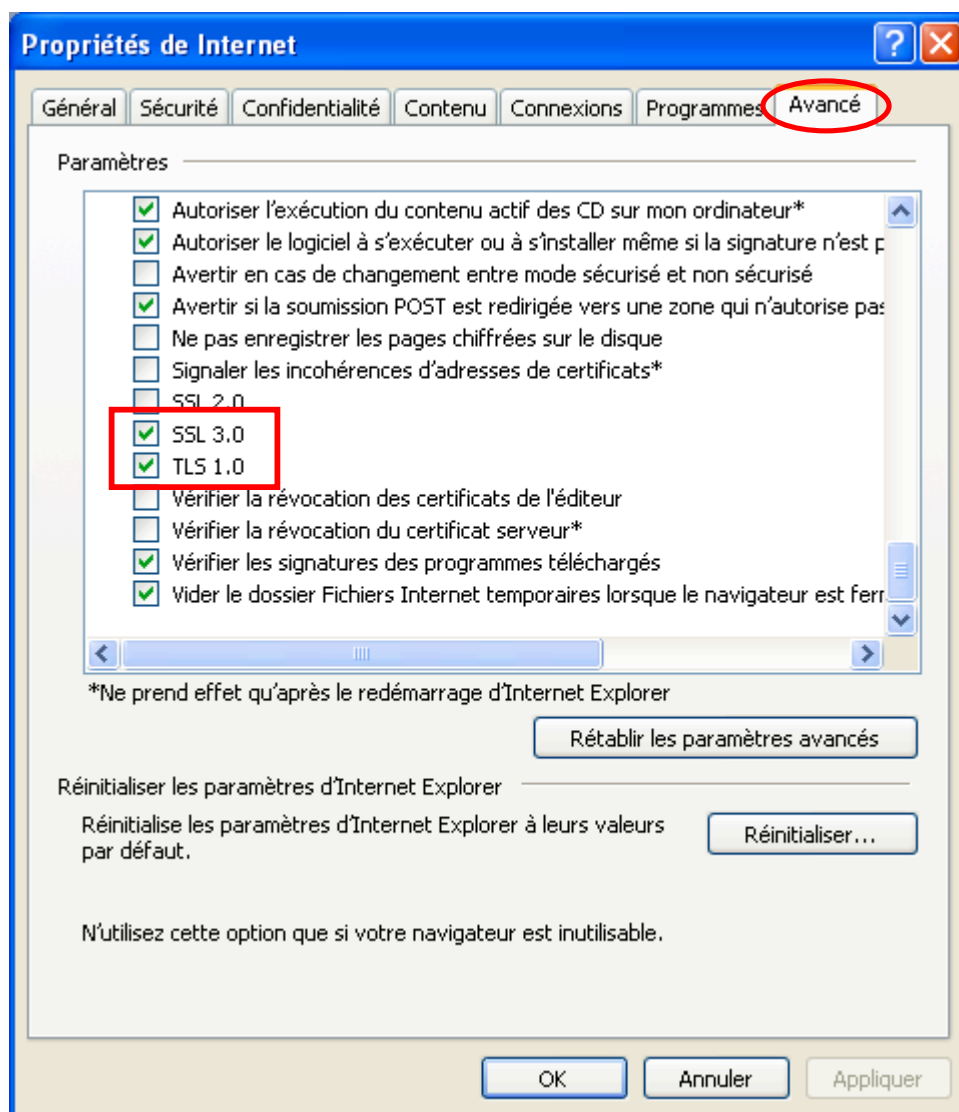 Propriétés de Internet
Général Sécurité Confidentialité Contenu Connexions Programmes Avancé
Paramètres
Autoriser l'exécution du contenu actif des CD sur mon ordinateur*
Autoriser le logiciel à s'exécuter ou à s'installer même si la signature n'est
Avertir en cas de changement entre mode sécurisé et non sécurisé
Avertir si la soumission POST est redirigée vers une zone qui n'autorise
Ne pas enregistrer les pages chiffrées sur le disque
Signaler les incohérences d'adresses de certificats*
SSL 2.0
SSL 3.0
TLS 1.0
Vérifier la révocation des certificats de l'éditeur
Vérifier la révocation du certificat serveur*
Vérifier les signatures des programmes téléchargés
Vider le dossier Fichiers Internet temporaires lorsque le navigateur est
*Ne prend effet qu'après le redémarrage d'Internet Explorer
Rétablir les paramètres avancés
Réinitialiser les paramètres d'Internet Explorer
Réinitialise les paramètres d'Internet Explorer à leurs valeurs
par défaut.
Réinitialiser...
N'utilisez cette option que si votre navigateur est inutilisable.
OK Annuler Appliquer